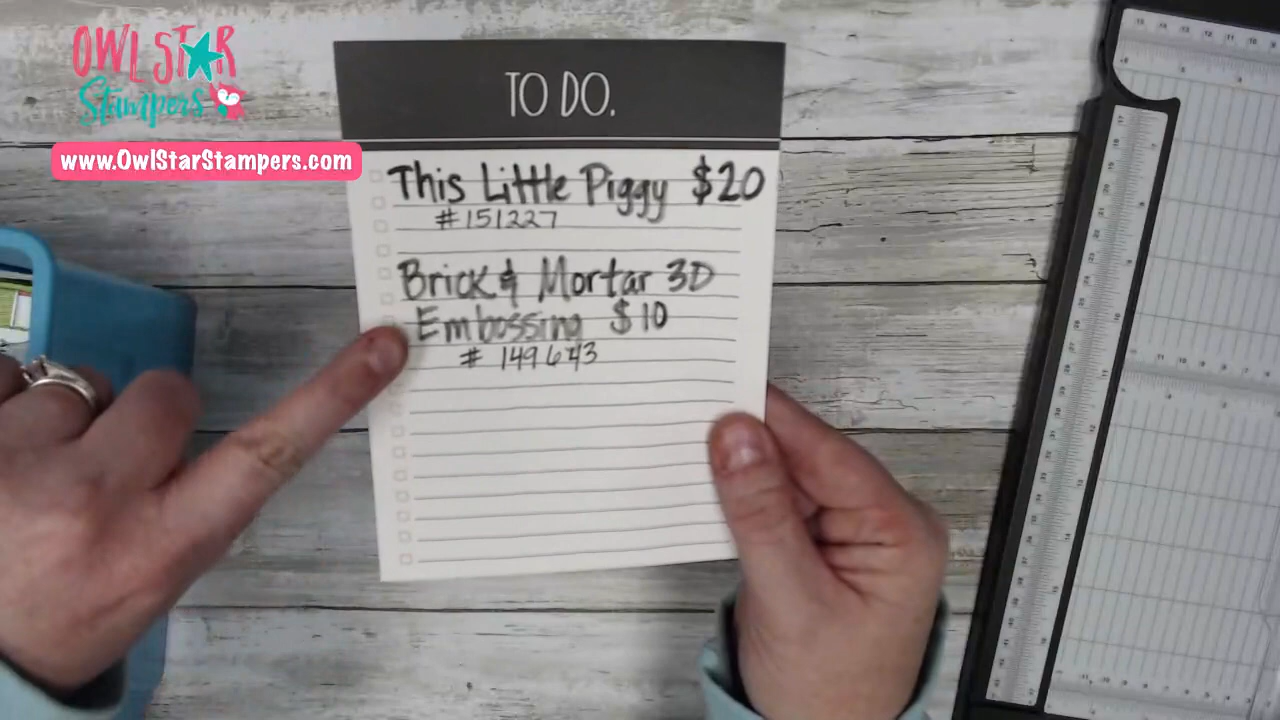 OWL STAR
Stampers
www.OwlStarStampers.com
TO DO.
This Little Piggy $20
#151227
Brick & Mortar 3D
Embossing $10
# 149643